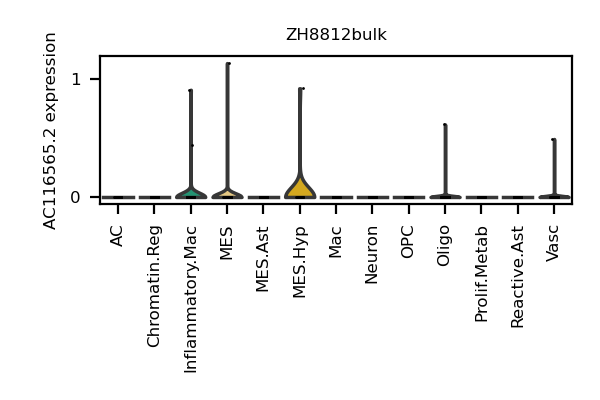 ZH8812bulk
AC116565.2 expression
1
0
AC
Chromatin.Reg
Inflammatory.Mac
MES
MES.Ast
MES.Hyp
Mac
Neuron
OPC
Oligo
Prolif.Metab
Reactive.Ast
Vasc